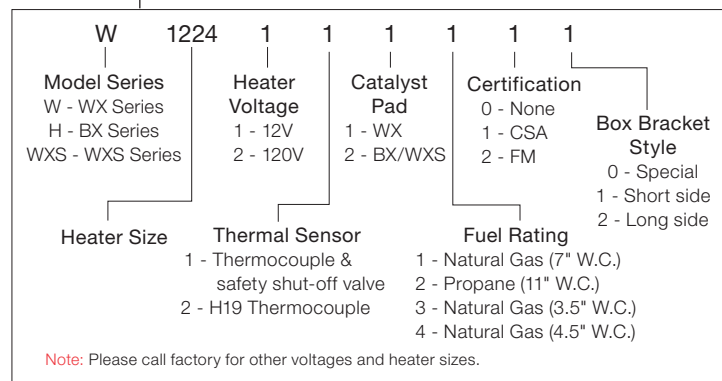 W 1224 1 1 1 1 1 1
Model Series
W - WX Series
H - BX Series
WXS - WXS Series
Heater
Voltage
1 - 12V
2 - 120V
Catalyst
Pad
1 - WX
2 - BX/WXS
Certification
0 - None
1 - CSA
2 - FM
Box Bracket
Style
0 - Special
1 - Short side
2 - Long side
Heater Size
Thermal Sensor
1 - Thermocouple &
safety shut-off valve
2 - H19 Thermocouple
Fuel Rating
1 - Natural Gas (7" W.C.)
2 - Propane (11" W.C.)
3 - Natural Gas (3.5" W.C.)
4 - Natural Gas (4.5" W.C.)
Note: Please call factory for other voltages and heater sizes.